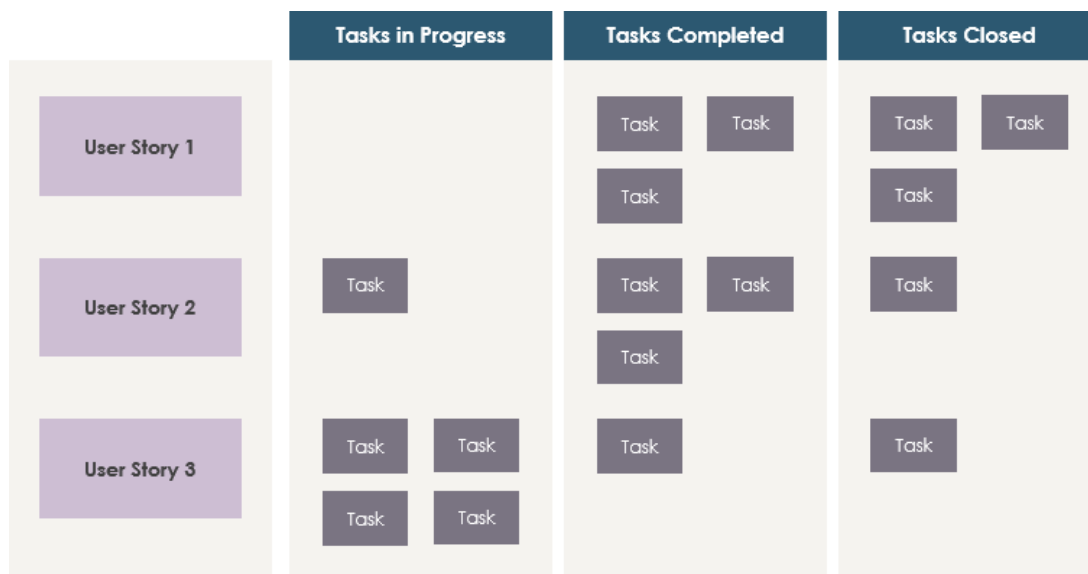 Tasks in Progress Tasks Completed Tasks Closed
User Story 1
Task Task Task Task
Task Task
User Story 2
Task Task Task Task
Task
User Story 3
Task Task Task Task
Task Task